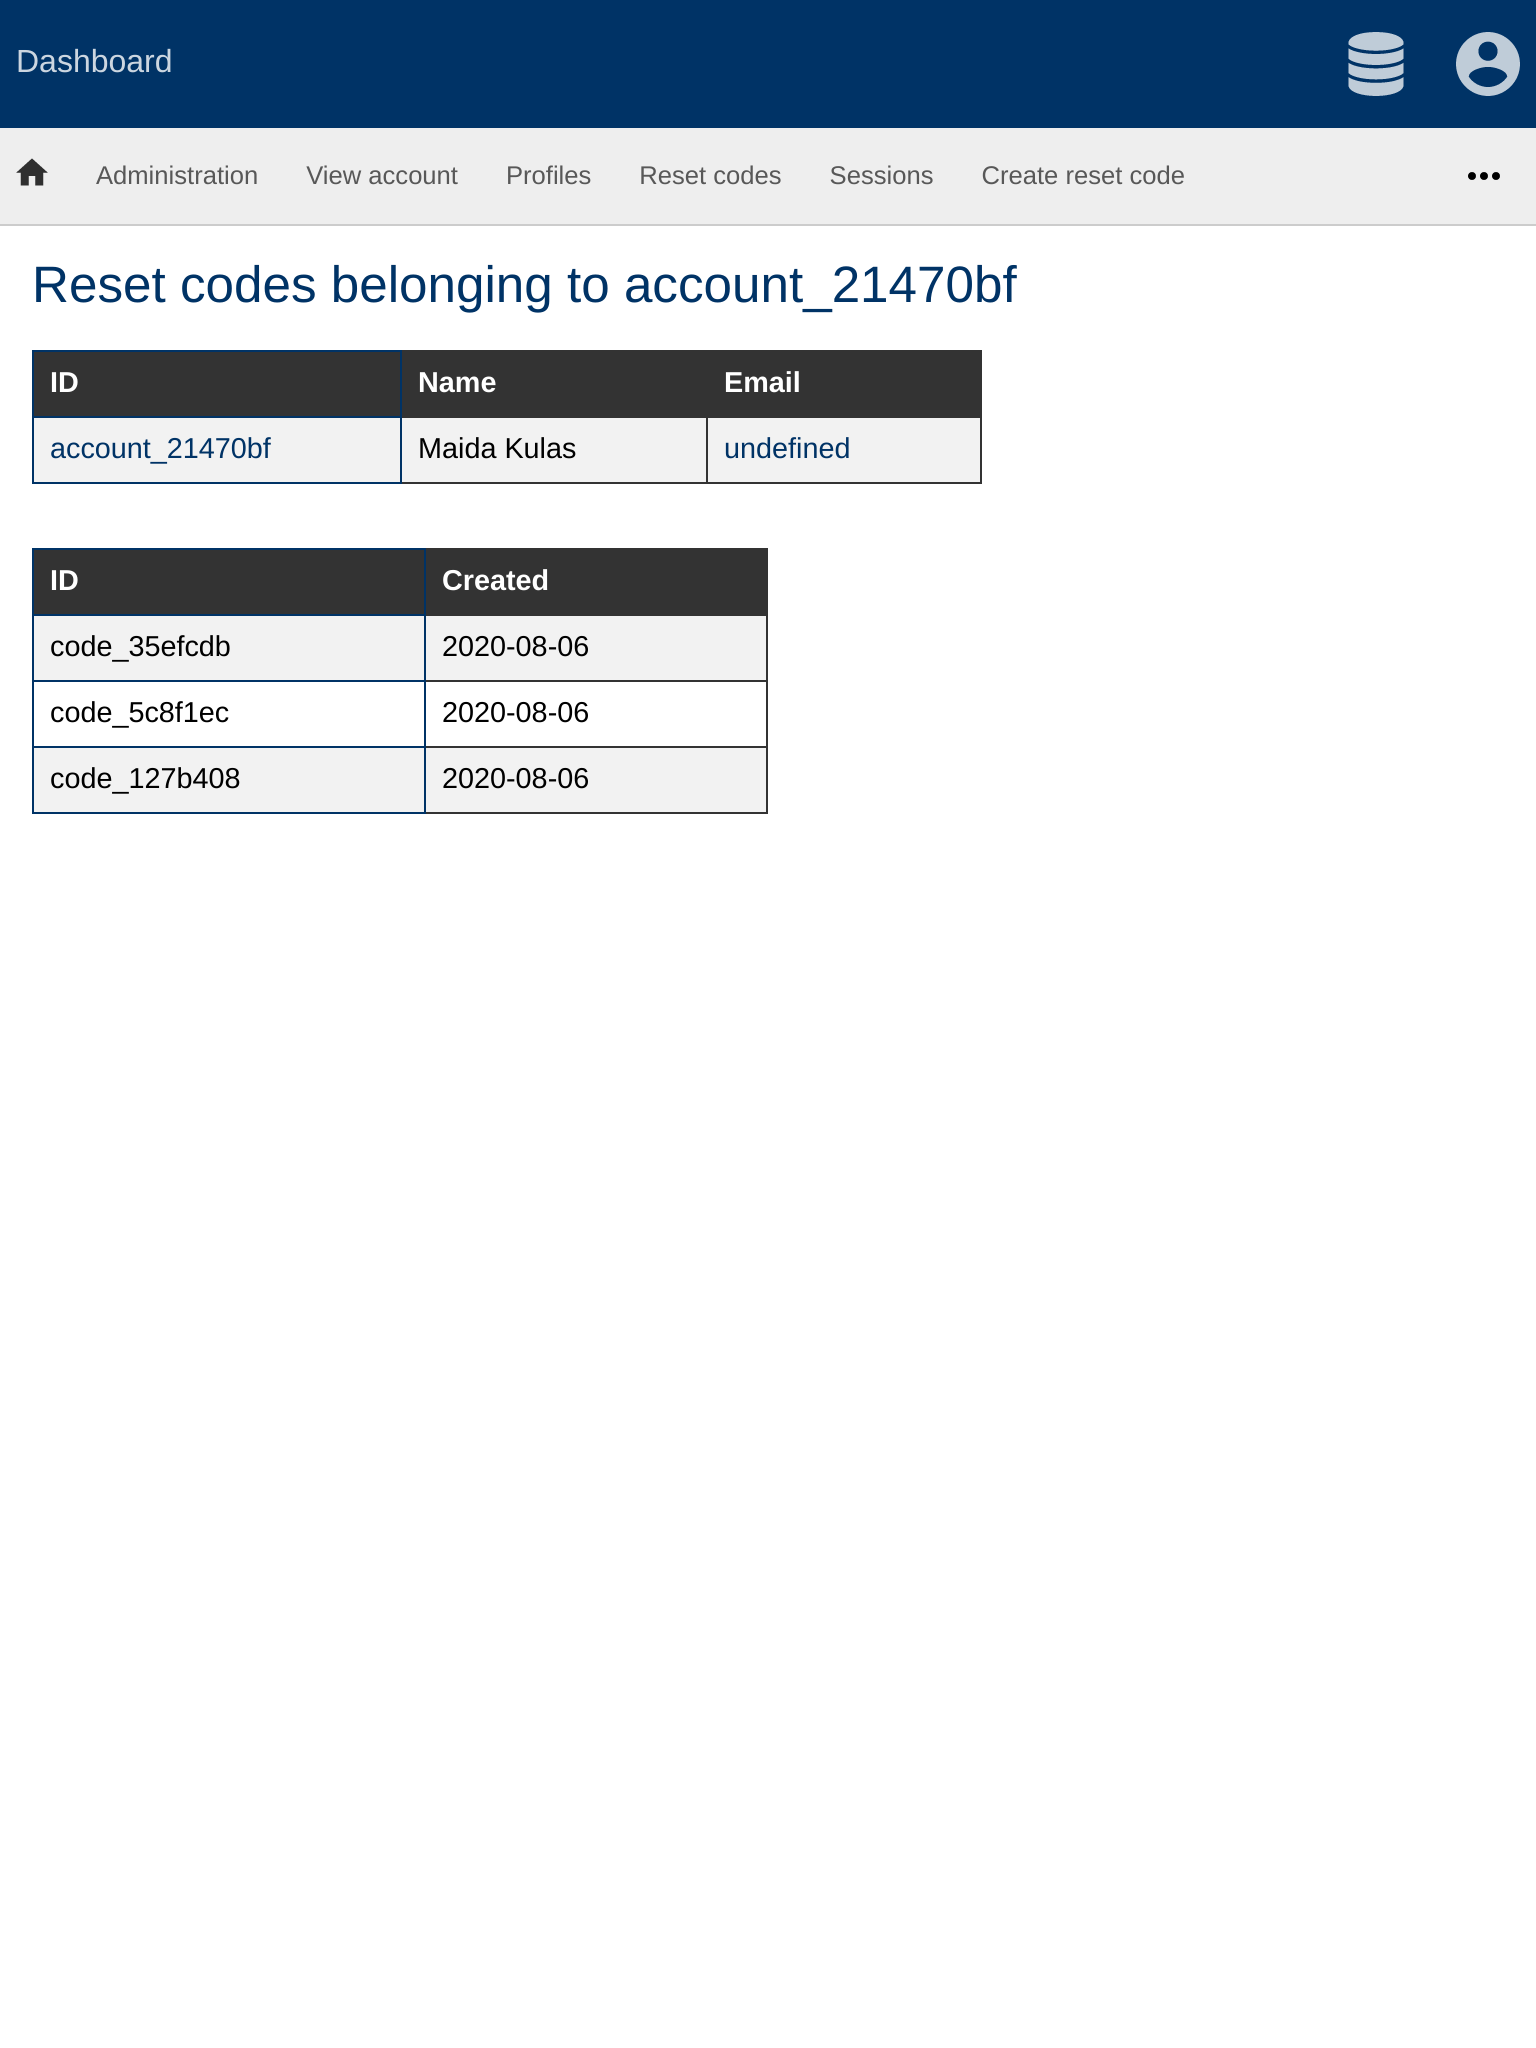 Dashboard
Administration View account Profiles Reset codes Sessions Create reset code
Reset codes belonging to account_21470bf
ID Name Email
account_21470bf Maida Kulas undefined
ID Created
code_35efcdb 2020-08-06
code_5c8f1ec 2020-08-06
code_127b408 2020-08-06